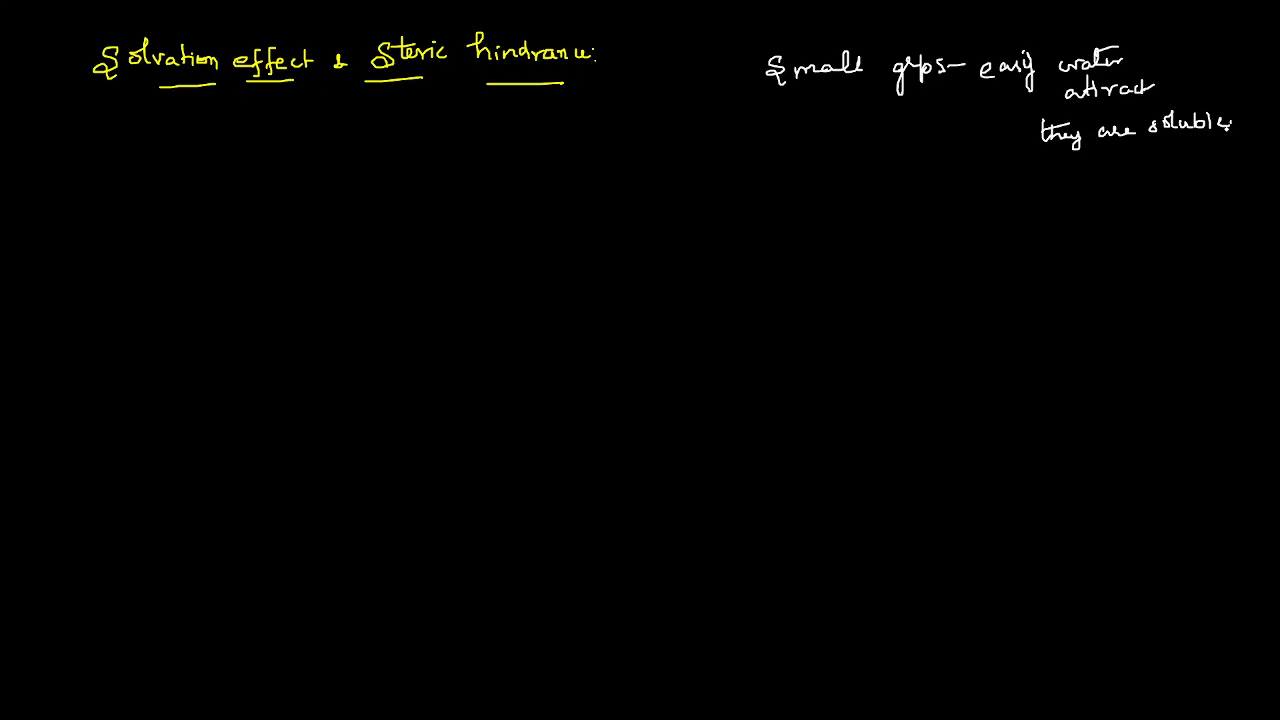 Solvation effect & Steric hindrance:
Small grps- easy water
attract
they are soluble.